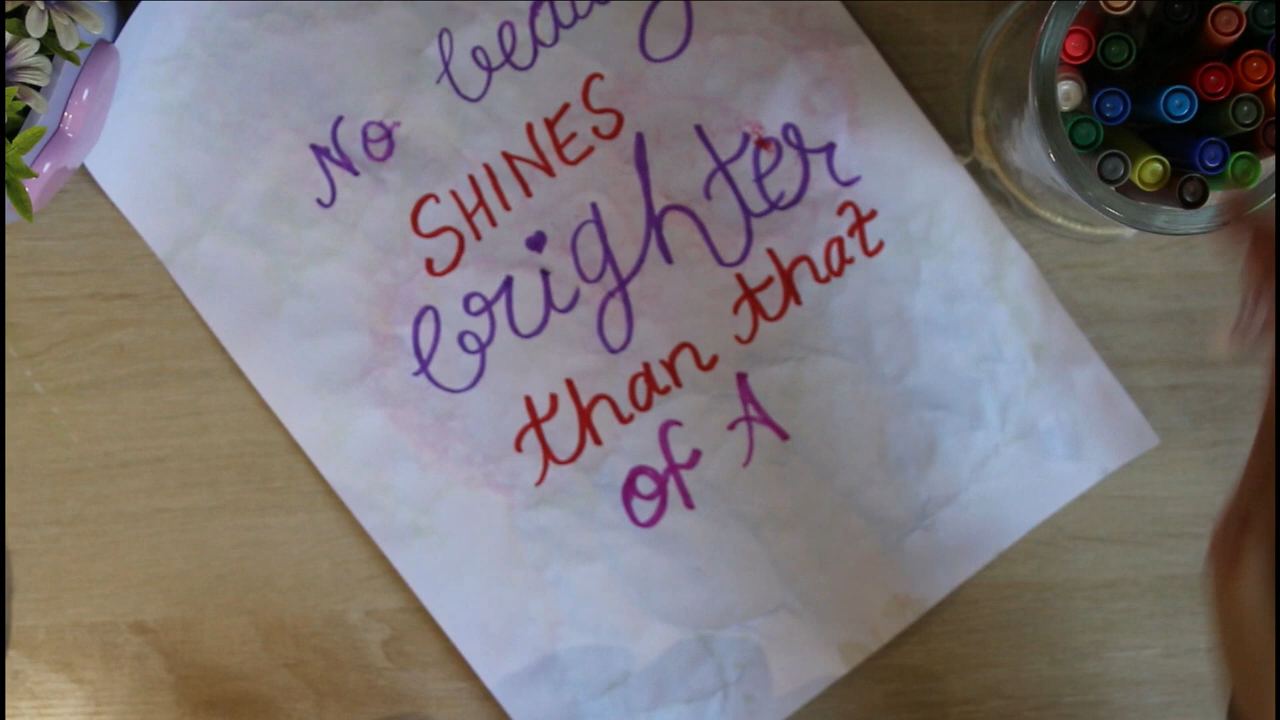 No
SHINES
brighter
than that
of A